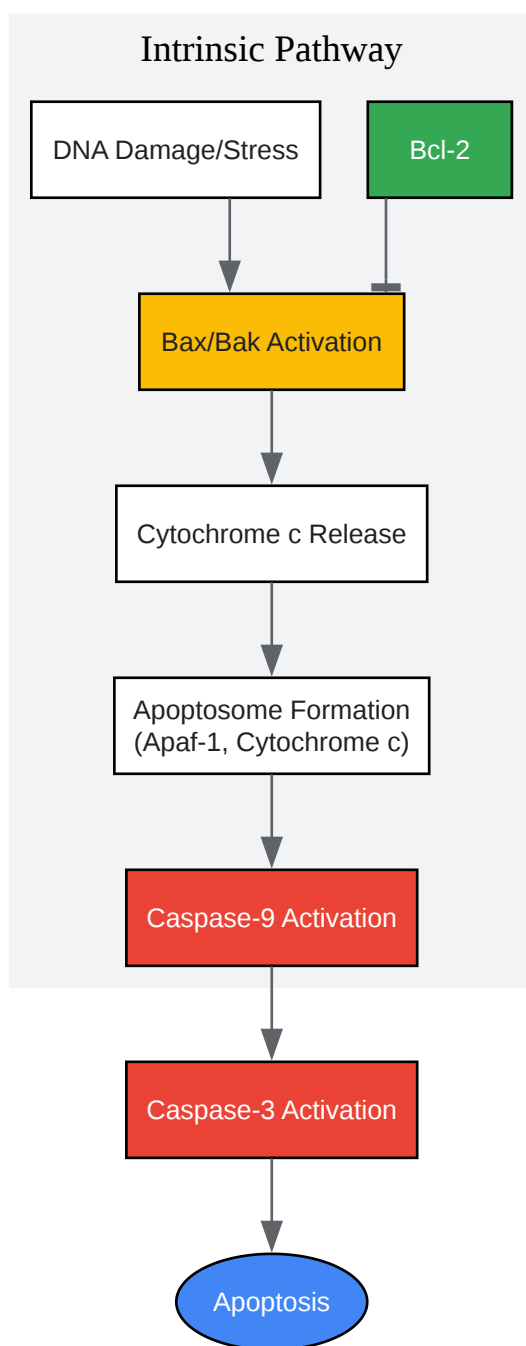 Intrinsic Pathway
DNA Damage/Stress
Bcl-2
Bax/Bak Activation
Cytochrome c Release
Apoptosome Formation
(Apaf-1, Cytochrome c)
Caspase-9 Activation
Caspase-3 Activation
Apoptosis